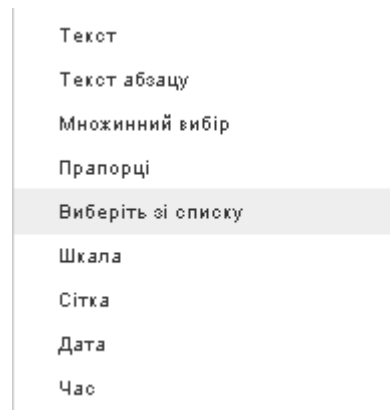 Текст
Текст абзацу
Множинний вибір
Прапорці
Виберіть зі списку
Шкала
Сітка
Дата
Час